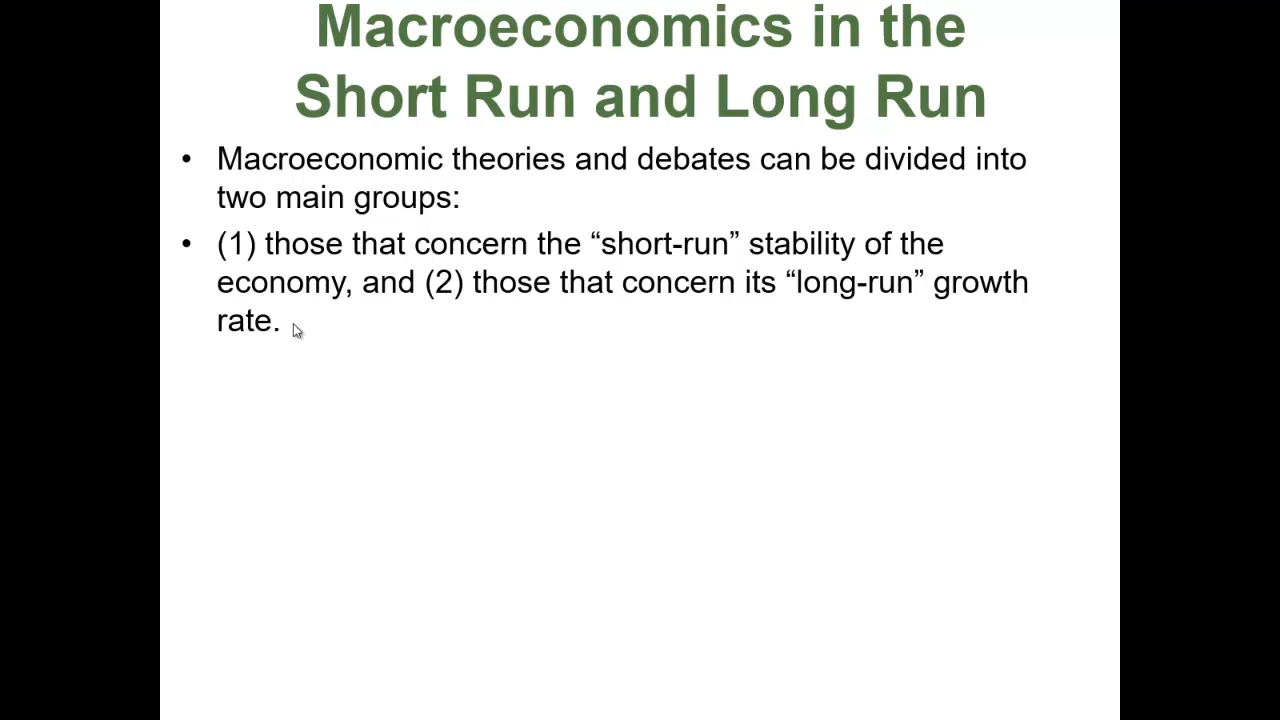 Macroeconomics in the
Short Run and Long Run
• Macroeconomic theories and debates can be divided into
two main groups:
• (1) those that concern the “short-run” stability of the
economy, and (2) those that concern its “long-run” growth
rate.